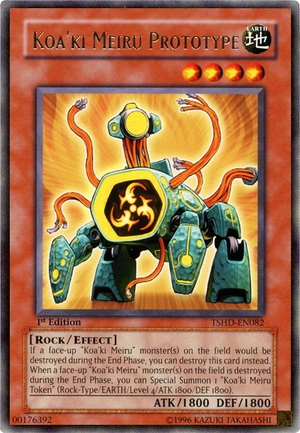 Koa'ki Meiru Prototype
EARTH
地
1st Edition
TSHD-EN082
[Rock/Effect]
If a face-up "Koa'ki Meiru" monster(s) on the field would be
destroyed during the End Phase, you can destroy this card instead.
When a face-up "Koa'ki Meiru" monster(s) on the field is destroyed
during the End Phase, you can Special Summon 1 "Koa'ki Meiru
Token" (Rock-Type/EARTH/Level 4/ATK 1800/DEF 1800).
ATK/1800 DEF/1800
00176392
©1996 KAZUKI TAKAHASHI